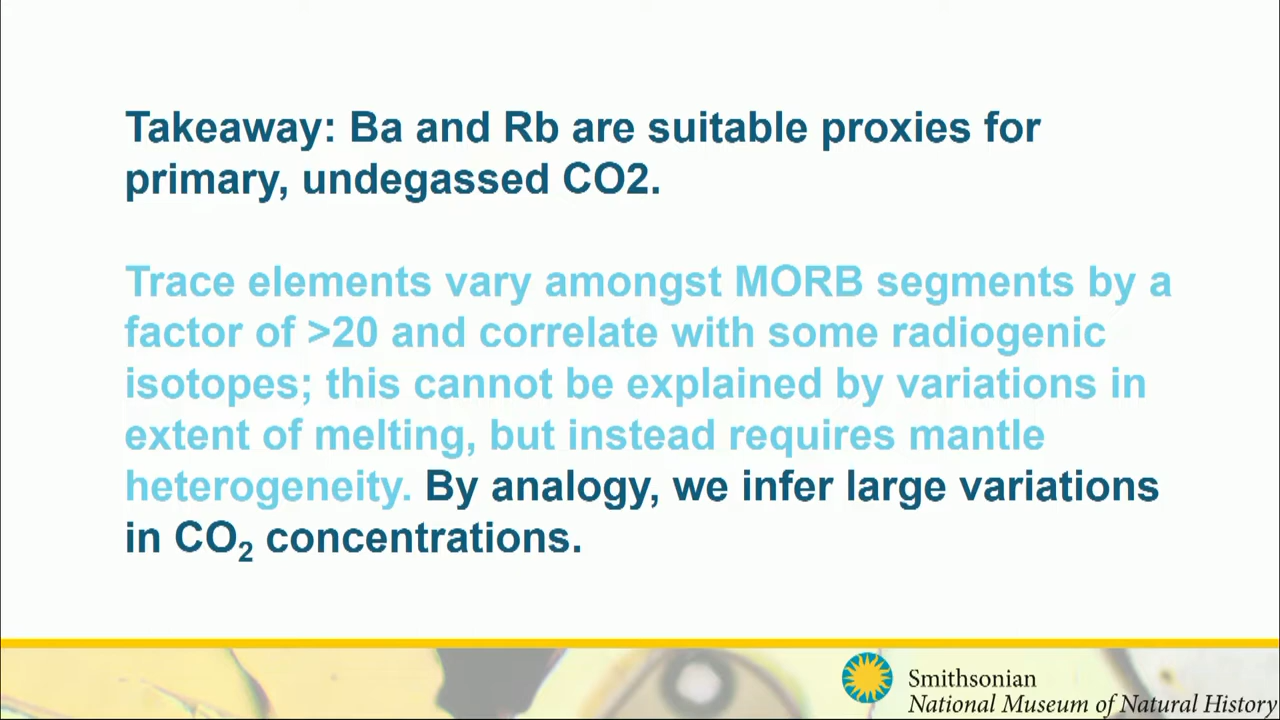 Takeaway: Ba and Rb are suitable proxies for
primary, undegassed CO2.
Trace elements vary amongst MORB segments by a
factor of >20 and correlate with some radiogenic
isotopes; this cannot be explained by variations in
extent of melting, but instead requires mantle
heterogeneity. By analogy, we infer large variations
in CO₂ concentrations.
Smithsonian
National Museum of Natural History